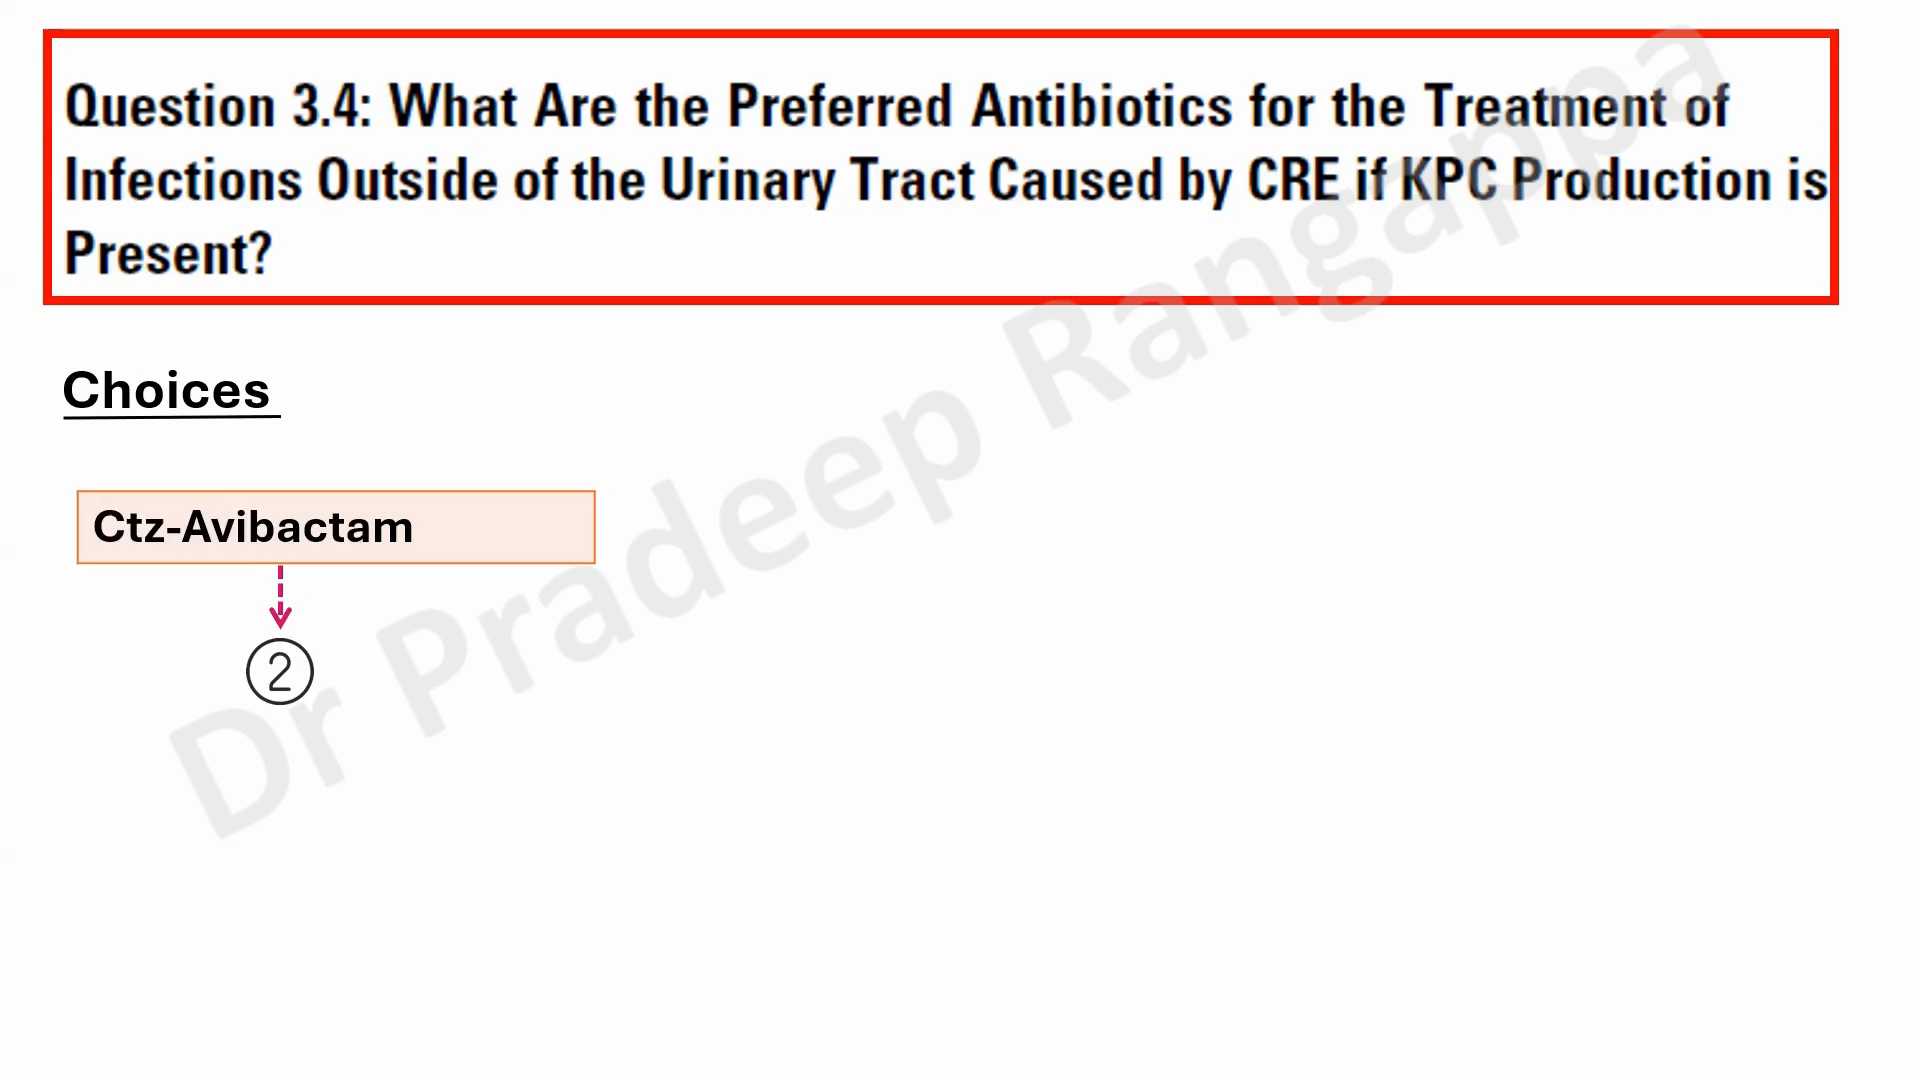 Question 3.4: What Are the Preferred Antibiotics for the Treatment of
Infections Outside of the Urinary Tract Caused by CRE if KPC Production is
Present?
Choices
Ctz-Avibactam
2
Dr Pradeep Rangappa